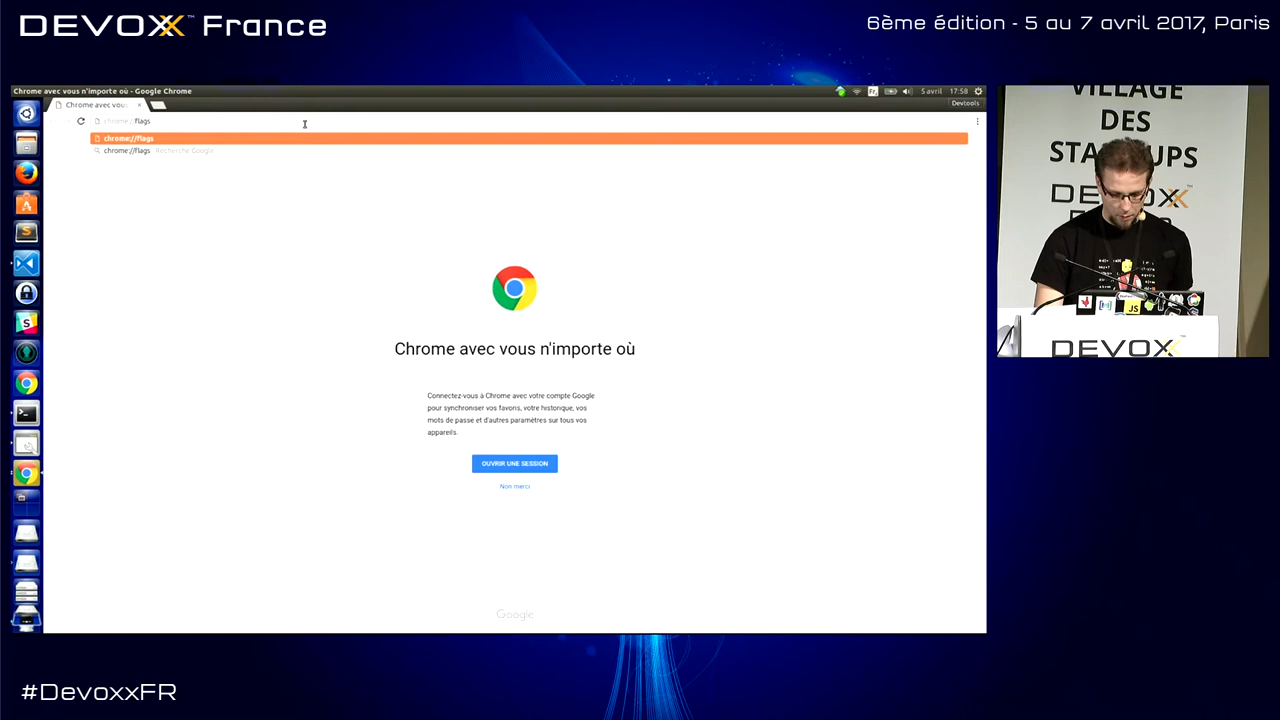 DEVOXX™ France
6ème édition - 5 au 7 avril 2017, Paris
Chrome avec vous n'importe où - Google Chrome
Fr
5 avril 17:58
Chrome avec vous
Devtools
chrome://flags
chrome://flags
chrome://flags Recherche Google
Chrome avec vous n'importe où
Connectez-vous à Chrome avec votre compte Google
pour synchroniser vos favoris, votre historique, vos
mots de passe et d'autres paramètres sur tous vos
appareils.
OUVRIR UNE SESSION
Non merci
Google
VILLAGE
DES
JS
DEVOXX
#DevoxxFR